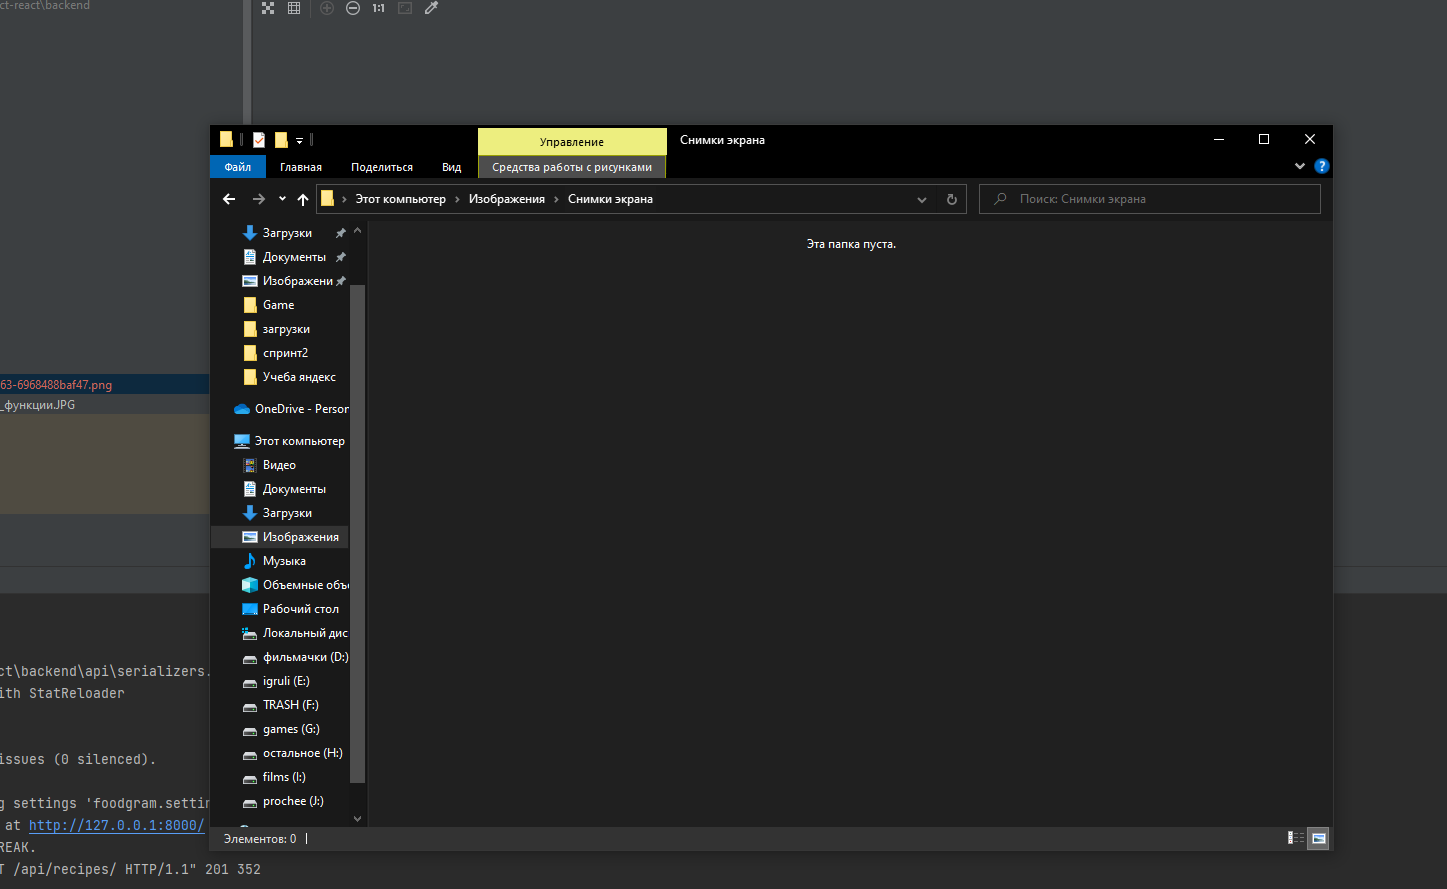 ct-react\backend
1:1
Управление
Снимки экрана
Файл
Главная
Поделиться
Вид
Средства работы с рисунками
?
Этот компьютер
Изображения
Снимки экрана
Поиск: Снимки экрана
Загрузки
Документы
Изображени
Game
загрузки
спринт2
Учеба яндекс
OneDrive - Person
Этот компьютер
Видео
Документы
Загрузки
Изображения
Музыка
Объемные объ
Рабочий стол
Локальный дис
фильмачки (D:)
igruli (E:)
TRASH (F:)
games (G:)
остальное (H:)
films (I:)
prochee (J:)
Эта папка пуста.
Элементов: 0
63-6968488baf47.png
_функции.JPG
ct\backend\api\serializers.
ith StatReloader
issues (0 silenced).
g settings 'foodgram.settin
at http://127.0.0.1:8000/
REAK.
T /api/recipes/ HTTP/1.1" 201 352